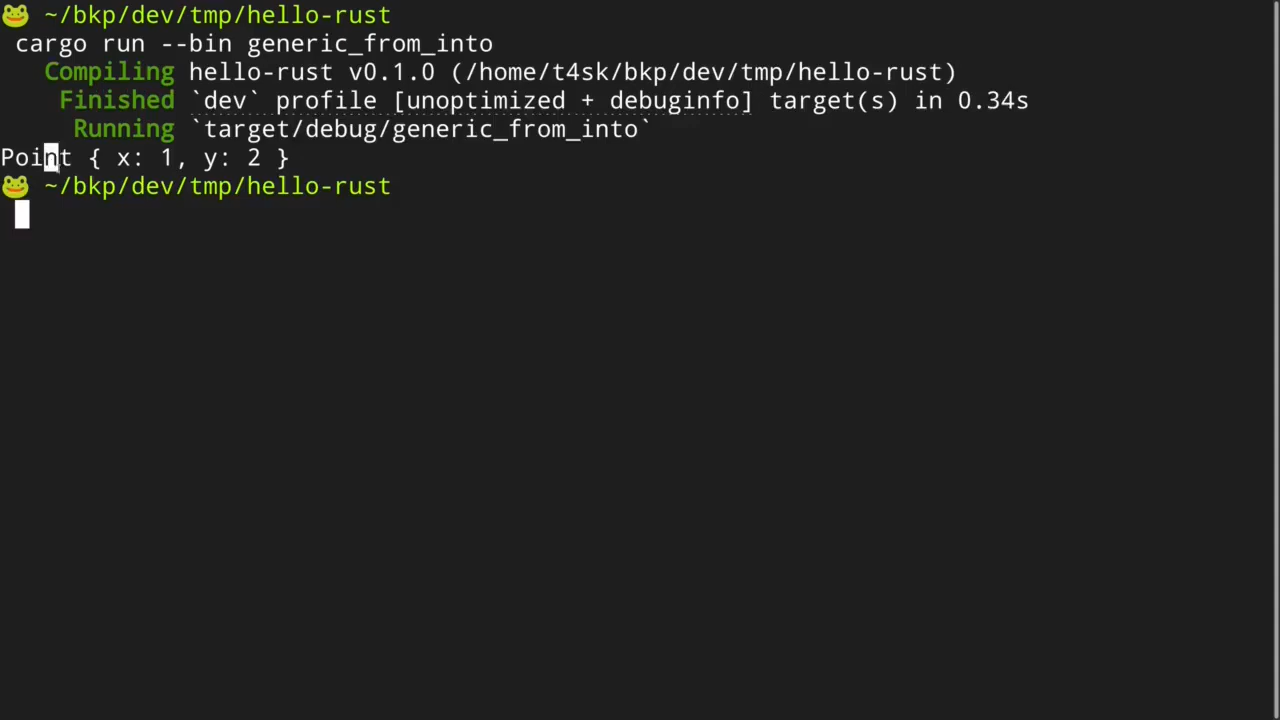 🐸 ~/bkp/dev/tmp/hello-rust
cargo run --bin generic_from_into
Compiling hello-rust v0.1.0 (/home/t4sk/bkp/dev/tmp/hello-rust)
Finished `dev` profile [unoptimized + debuginfo] target(s) in 0.34s
Running `target/debug/generic_from_into`
Point { x: 1, y: 2 }
🐸 ~/bkp/dev/tmp/hello-rust